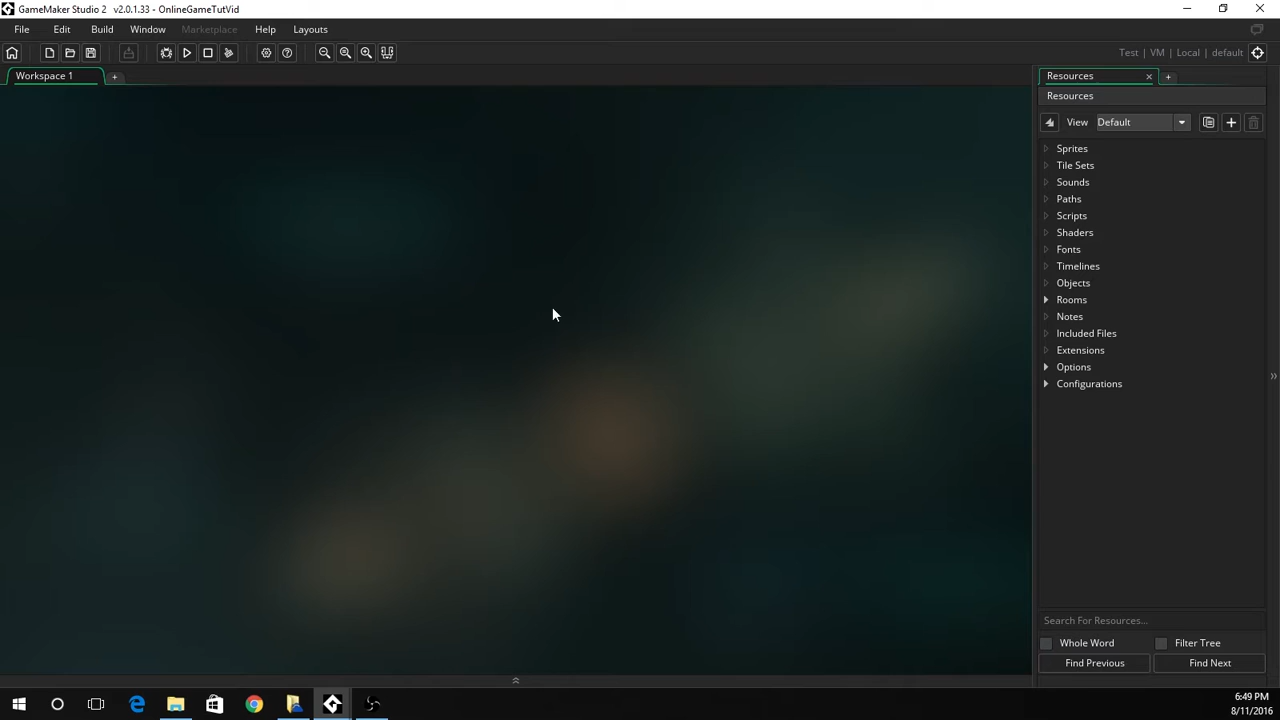 GameMaker Studio 2   v2.0.1.33 - OnlineGameTutVid
File Edit Build Window Marketplace Help Layouts
Test | VM | Local | default
Workspace 1 +
Resources × +
Resources
View Default
Sprites
Tile Sets
Sounds
Paths
Scripts
Shaders
Fonts
Timelines
Objects
Rooms
Notes
Included Files
Extensions
Options
Configurations
Search For Resources...
Whole Word Filter Tree
Find Previous Find Next
6:49 PM
8/11/2016